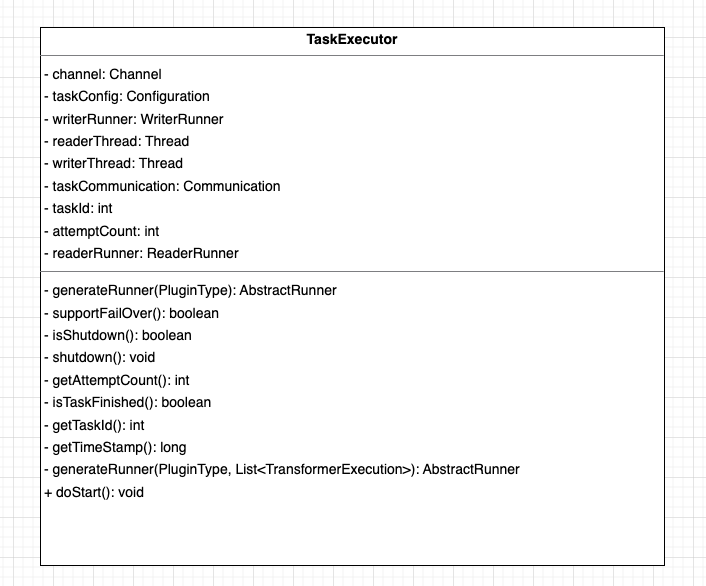 TaskExecutor
- channel: Channel
- taskConfig: Configuration
- writerRunner: WriterRunner
- readerThread: Thread
- writerThread: Thread
- taskCommunication: Communication
- taskId: int
- attemptCount: int
- readerRunner: ReaderRunner
- generateRunner(PluginType): AbstractRunner
- supportFailOver(): boolean
- isShutdown(): boolean
- shutdown(): void
- getAttemptCount(): int
- isTaskFinished(): boolean
- getTaskId(): int
- getTimeStamp(): long
- generateRunner(PluginType, List<TransformerExecution>): AbstractRunner
+ doStart(): void